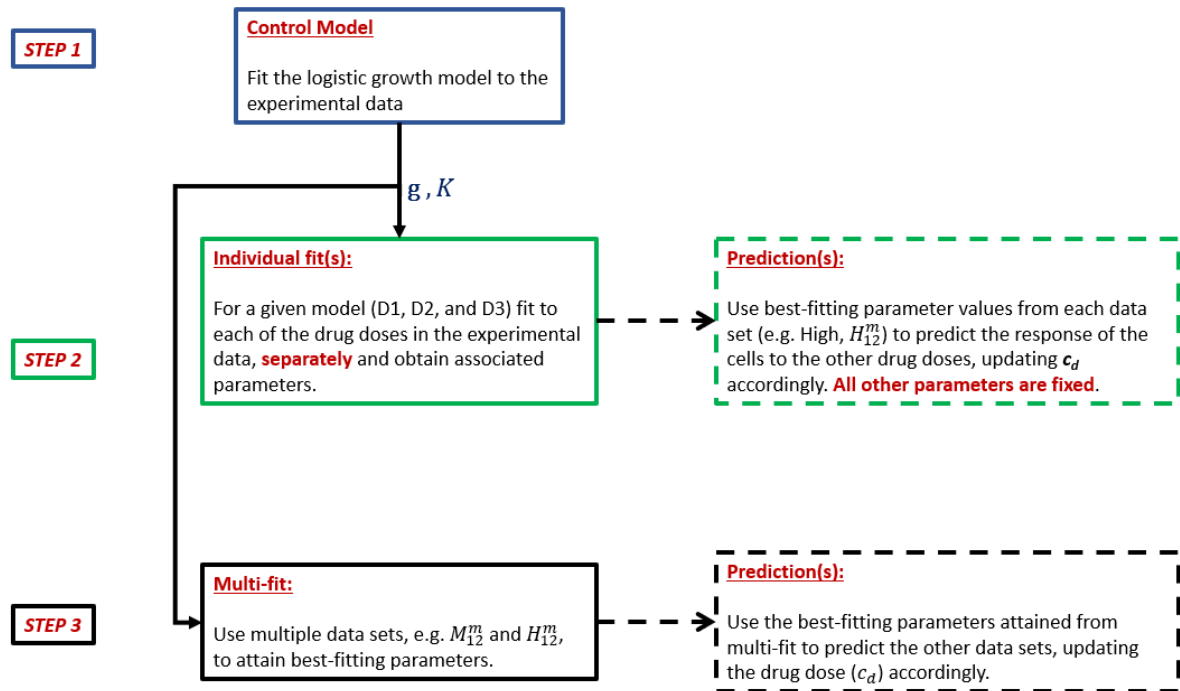 STEP 1
Control Model
Fit the logistic growth model to the
experimental data
g , K
STEP 2
Individual fit(s):
For a given model (D1, D2, and D3) fit to
each of the drug doses in the experimental
data, separately and obtain associated
parameters.
Prediction(s):
Use best-fitting parameter values from each data
set (e.g. High, H₁₂ᵐ) to predict the response of the
cells to the other drug doses, updating c_d
accordingly. All other parameters are fixed.
STEP 3
Multi-fit:
Use multiple data sets, e.g. M₁₂ᵐ and H₁₂ᵐ,
to attain best-fitting parameters.
Prediction(s):
Use the best-fitting parameters attained from
multi-fit to predict the other data sets, updating
the drug dose (c_d) accordingly.